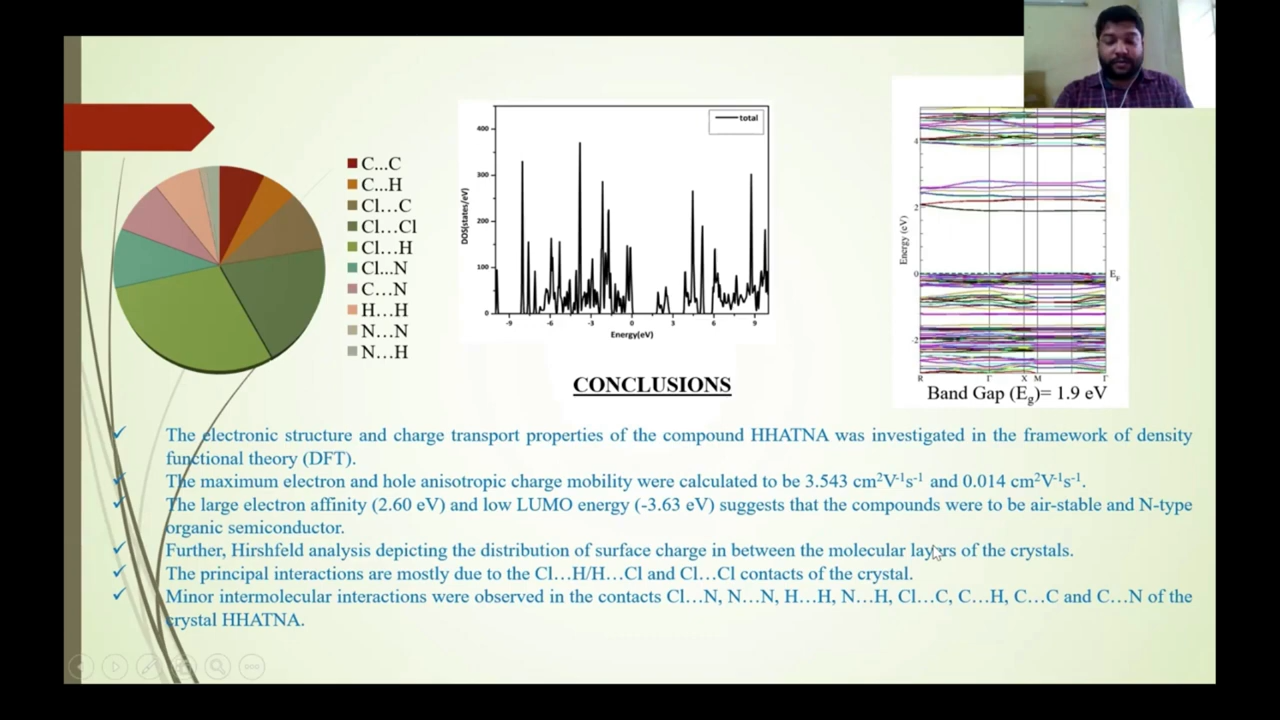 C...C
C...H
Cl...C
Cl...Cl
Cl...H
Cl...N
C...N
H...H
N...N
N...H
total
400
300
200
100
0
DOS(states/eV)
-9 -6 -3 0 3 6 9
Energy(eV)
4
2
0
-2
Energy (eV)
E_F
R Γ X M Γ
Band Gap (E_g)= 1.9 eV
CONCLUSIONS
✓ The electronic structure and charge transport properties of the compound HHATNA was investigated in the framework of density
functional theory (DFT).
✓ The maximum electron and hole anisotropic charge mobility were calculated to be 3.543 cm²V⁻¹s⁻¹ and 0.014 cm²V⁻¹s⁻¹.
✓ The large electron affinity (2.60 eV) and low LUMO energy (-3.63 eV) suggests that the compounds were to be air-stable and N-type
organic semiconductor.
✓ Further, Hirshfeld analysis depicting the distribution of surface charge in between the molecular layers of the crystals.
✓ The principal interactions are mostly due to the Cl...H/H...Cl and Cl...Cl contacts of the crystal.
✓ Minor intermolecular interactions were observed in the contacts Cl...N, N...N, H...H, N...H, Cl...C, C...H, C...C and C...N of the
crystal HHATNA.